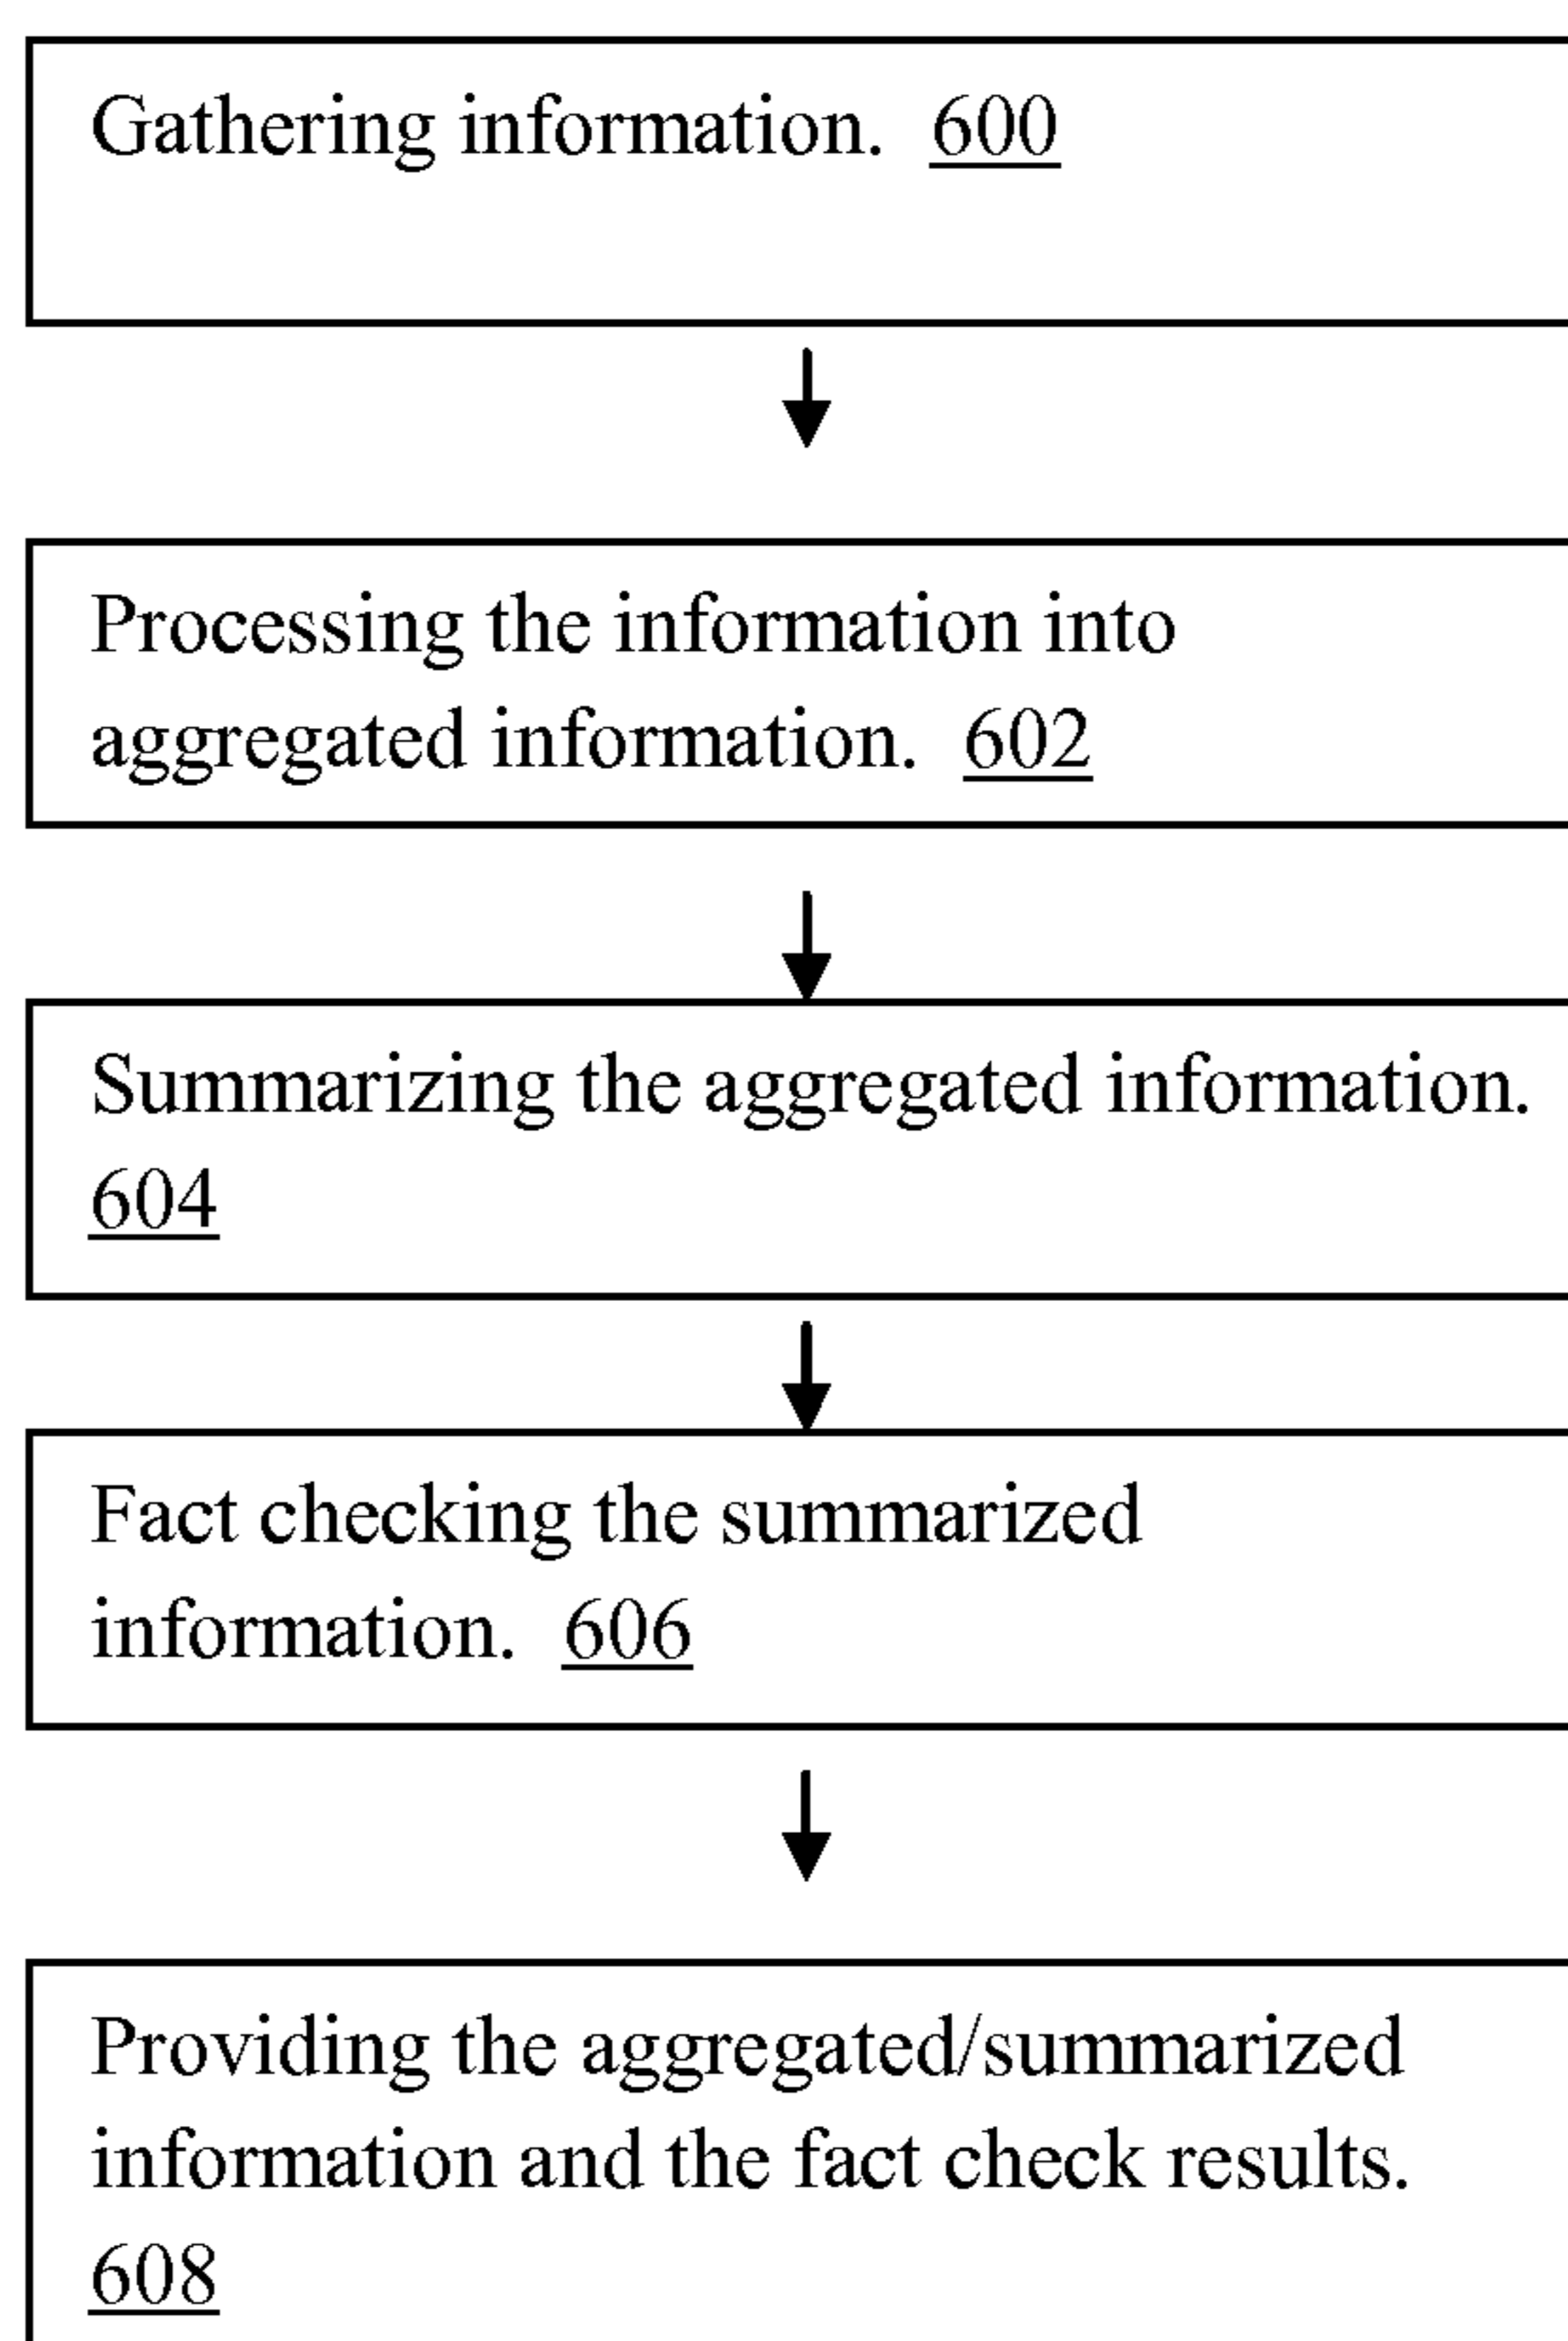 Gathering information. 600
Processing the information into
aggregated information. 602
Summarizing the aggregated information.
604
Fact checking the summarized
information. 606
Providing the aggregated/summarized
information and the fact check results.
608